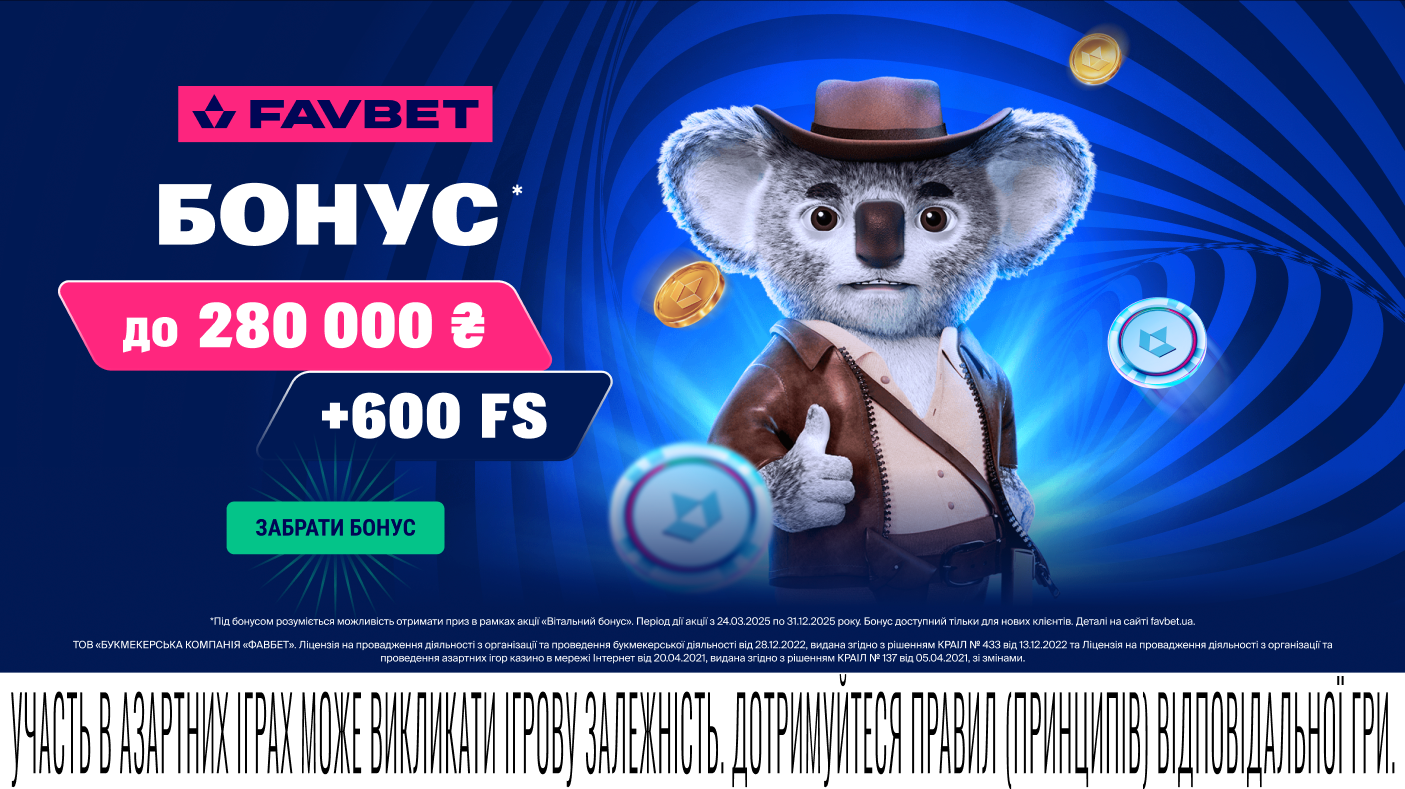 FAVBET
БОНУС*
до 280 000 ₴
+600 FS
ЗАБРАТИ БОНУС
*Під бонусом розуміється можливість отримати приз в рамках акції «Вітальний бонус». Період дії акції з 24.03.2025 по 31.12.2025 року. Бонус доступний тільки для нових клієнтів. Деталі на сайті favbet.ua.
ТОВ «БУКМЕКЕРСЬКА КОМПАНІЯ «ФАВБЕТ». Ліцензія на провадження діяльності з організації та проведення букмекерської діяльності від 28.12.2022, видана згідно з рішенням КРАІЛ № 433 від 13.12.2022 та Ліцензія на провадження діяльності з організації та
проведення азартних ігор казино в мережі Інтернет від 20.04.2021, видана згідно з рішенням КРАІЛ № 137 від 05.04.2021, зі змінами.
УЧАСТЬ В АЗАРТНИХ ІГРАХ МОЖЕ ВИКЛИКАТИ ІГРОВУ ЗАЛЕЖНІСТЬ. ДОТРИМУЙТЕСЯ ПРАВИЛ (ПРИНЦИПІВ) ВІДПОВІДАЛЬНОЇ ГРИ.